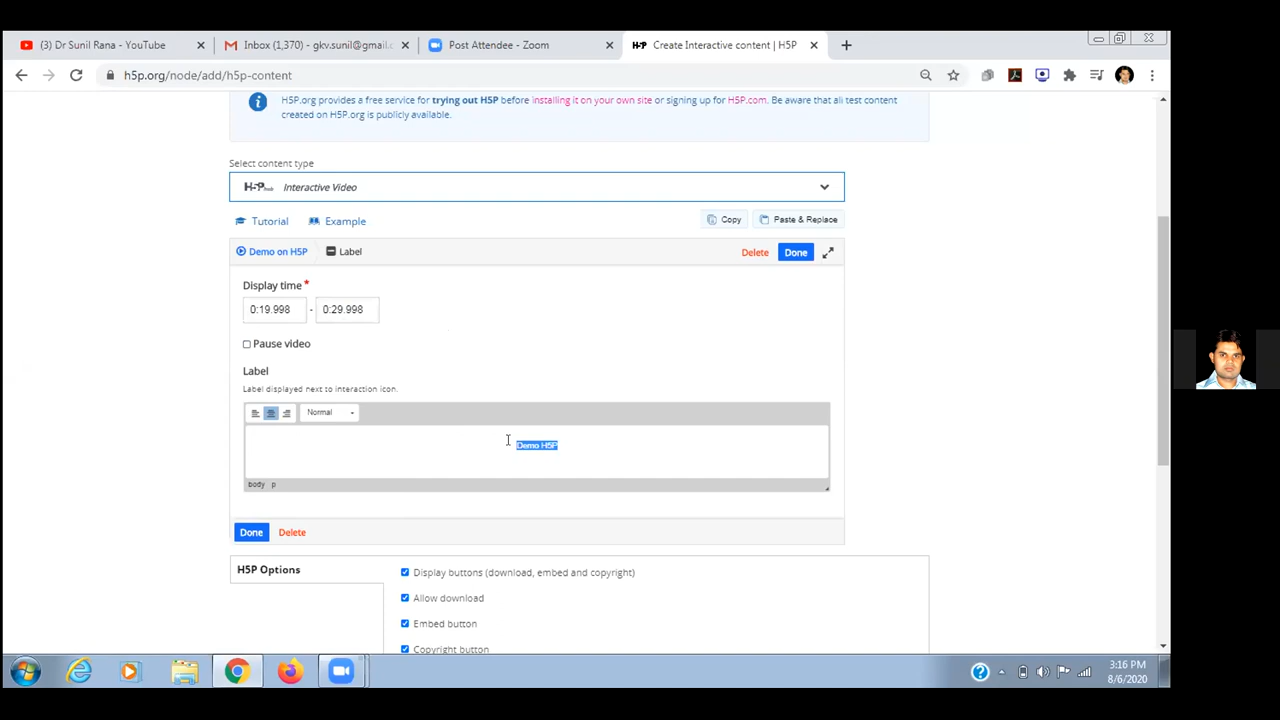 (3) Dr Sunil Rana - YouTube
Inbox (1,370) - gkv.sunil@gmail.c
Post Attendee - Zoom
H5P Create Interactive content | H5P
h5p.org/node/add/h5p-content
H5P.org provides a free service for trying out H5P before installing it on your own site or signing up for H5P.com. Be aware that all test content
created on H5P.org is publicly available.
Select content type
H5P Interactive Video
Tutorial Example Copy Paste & Replace
Demo on H5P Label Delete Done
Display time *
0:19.998 - 0:29.998
Pause video
Label
Label displayed next to interaction icon.
Normal
Demo H5P
body p
Done Delete
H5P Options
Display buttons (download, embed and copyright)
Allow download
Embed button
Copyright button
3:16 PM
8/6/2020